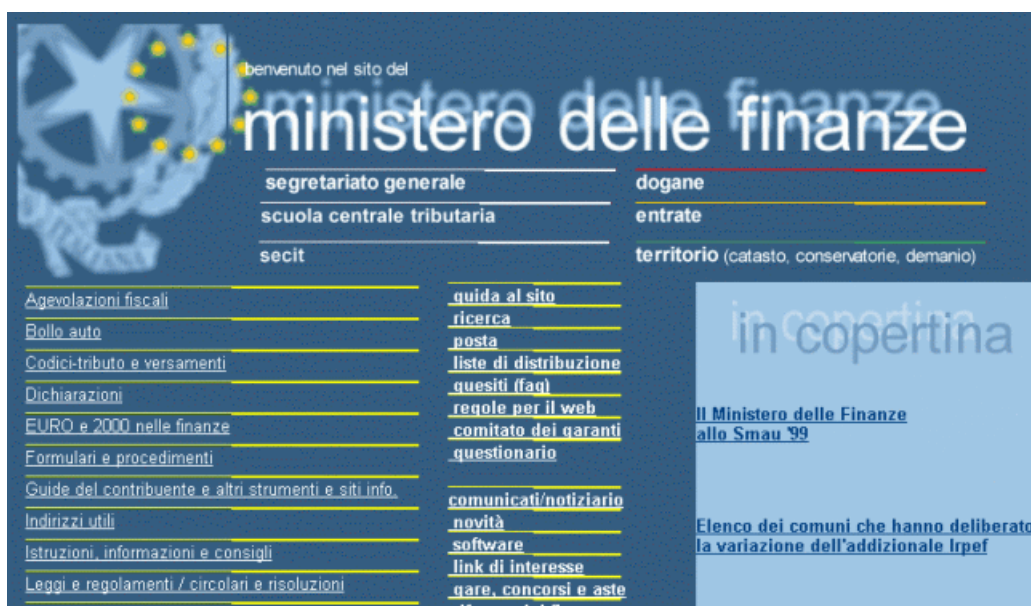 benvenuto nel sito del
ministero delle finanze
segretariato generale
scuola centrale tributaria
secit
dogane
entrate
territorio (catasto, conservatorie, demanio)
Agevolazioni fiscali
Bollo auto
Codici-tributo e versamenti
Dichiarazioni
EURO e 2000 nelle finanze
Formulari e procedimenti
Guide del contribuente e altri strumenti e siti info.
Indirizzi utili
Istruzioni, informazioni e consigli
Leggi e regolamenti / circolari e risoluzioni
guida al sito
ricerca
posta
liste di distribuzione
quesiti (faq)
regole per il web
comitato dei garanti
questionario
comunicati/notiziario
novità
software
link di interesse
gare, concorsi e aste
in copertina
Il Ministero delle Finanze
allo Smau '99
Elenco dei comuni che hanno deliberato
la variazione dell'addizionale Irpef